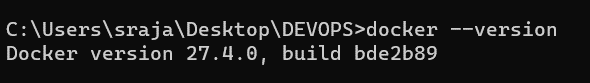 C:\Users\sraja\Desktop\DEVOPS>docker --version
Docker version 27.4.0, build bde2b89